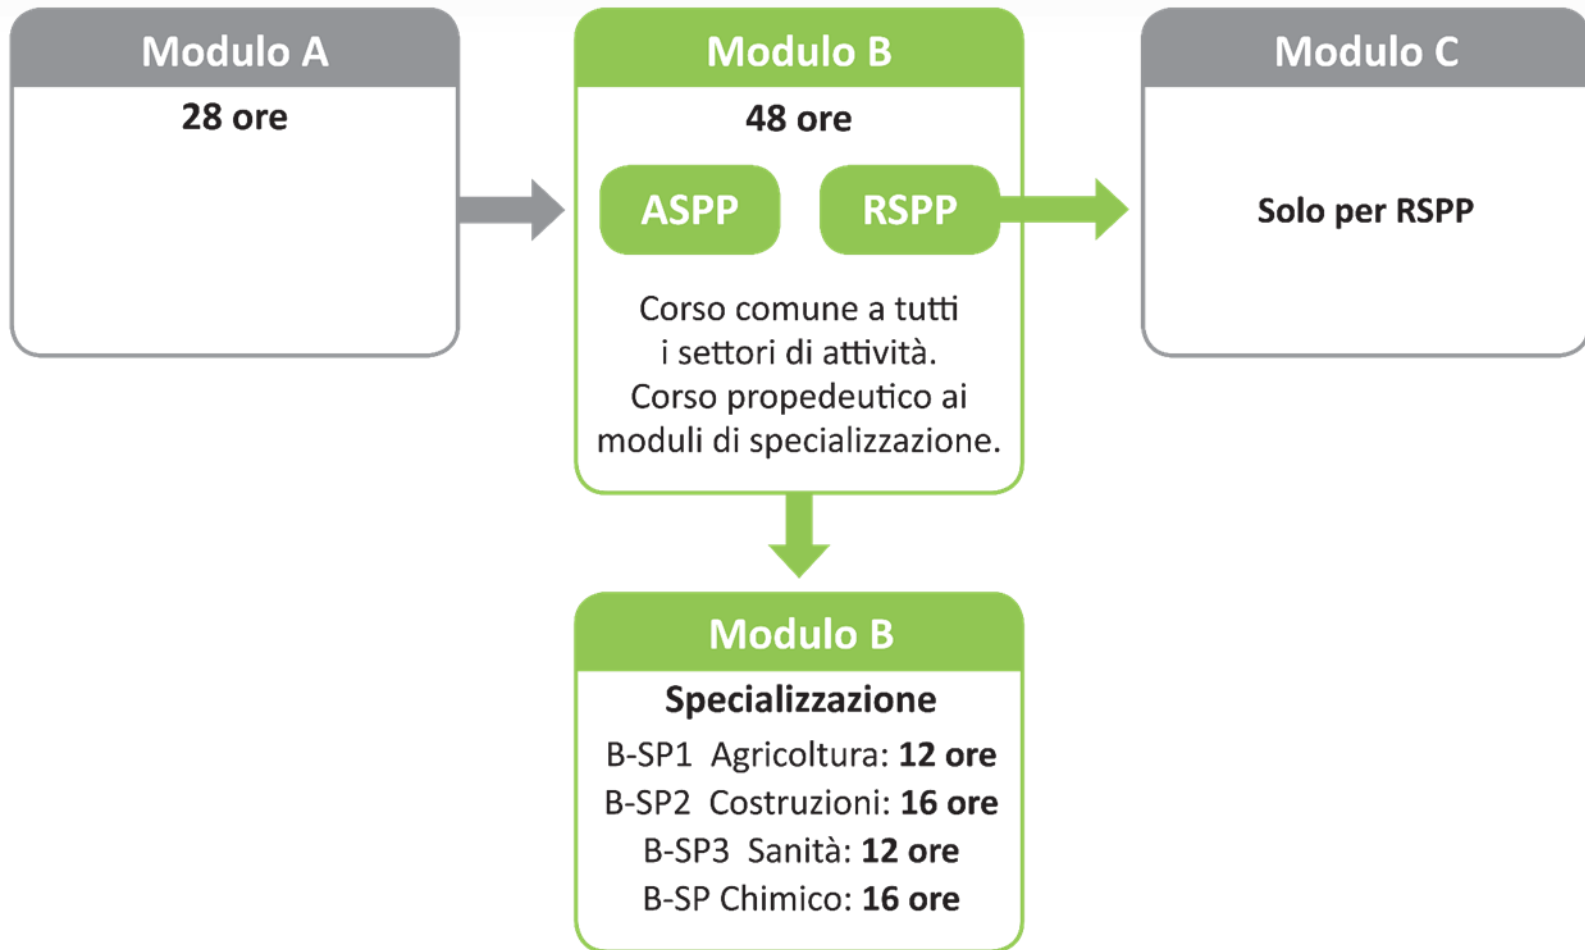 Modulo A
28 ore
Modulo B
48 ore
ASPP
RSPP
Corso comune a tutti
i settori di attività.
Corso propedeutico ai
moduli di specializzazione.
Modulo C
Solo per RSPP
Modulo B
Specializzazione
B-SP1 Agricoltura: 12 ore
B-SP2 Costruzioni: 16 ore
B-SP3 Sanità: 12 ore
B-SP Chimico: 16 ore